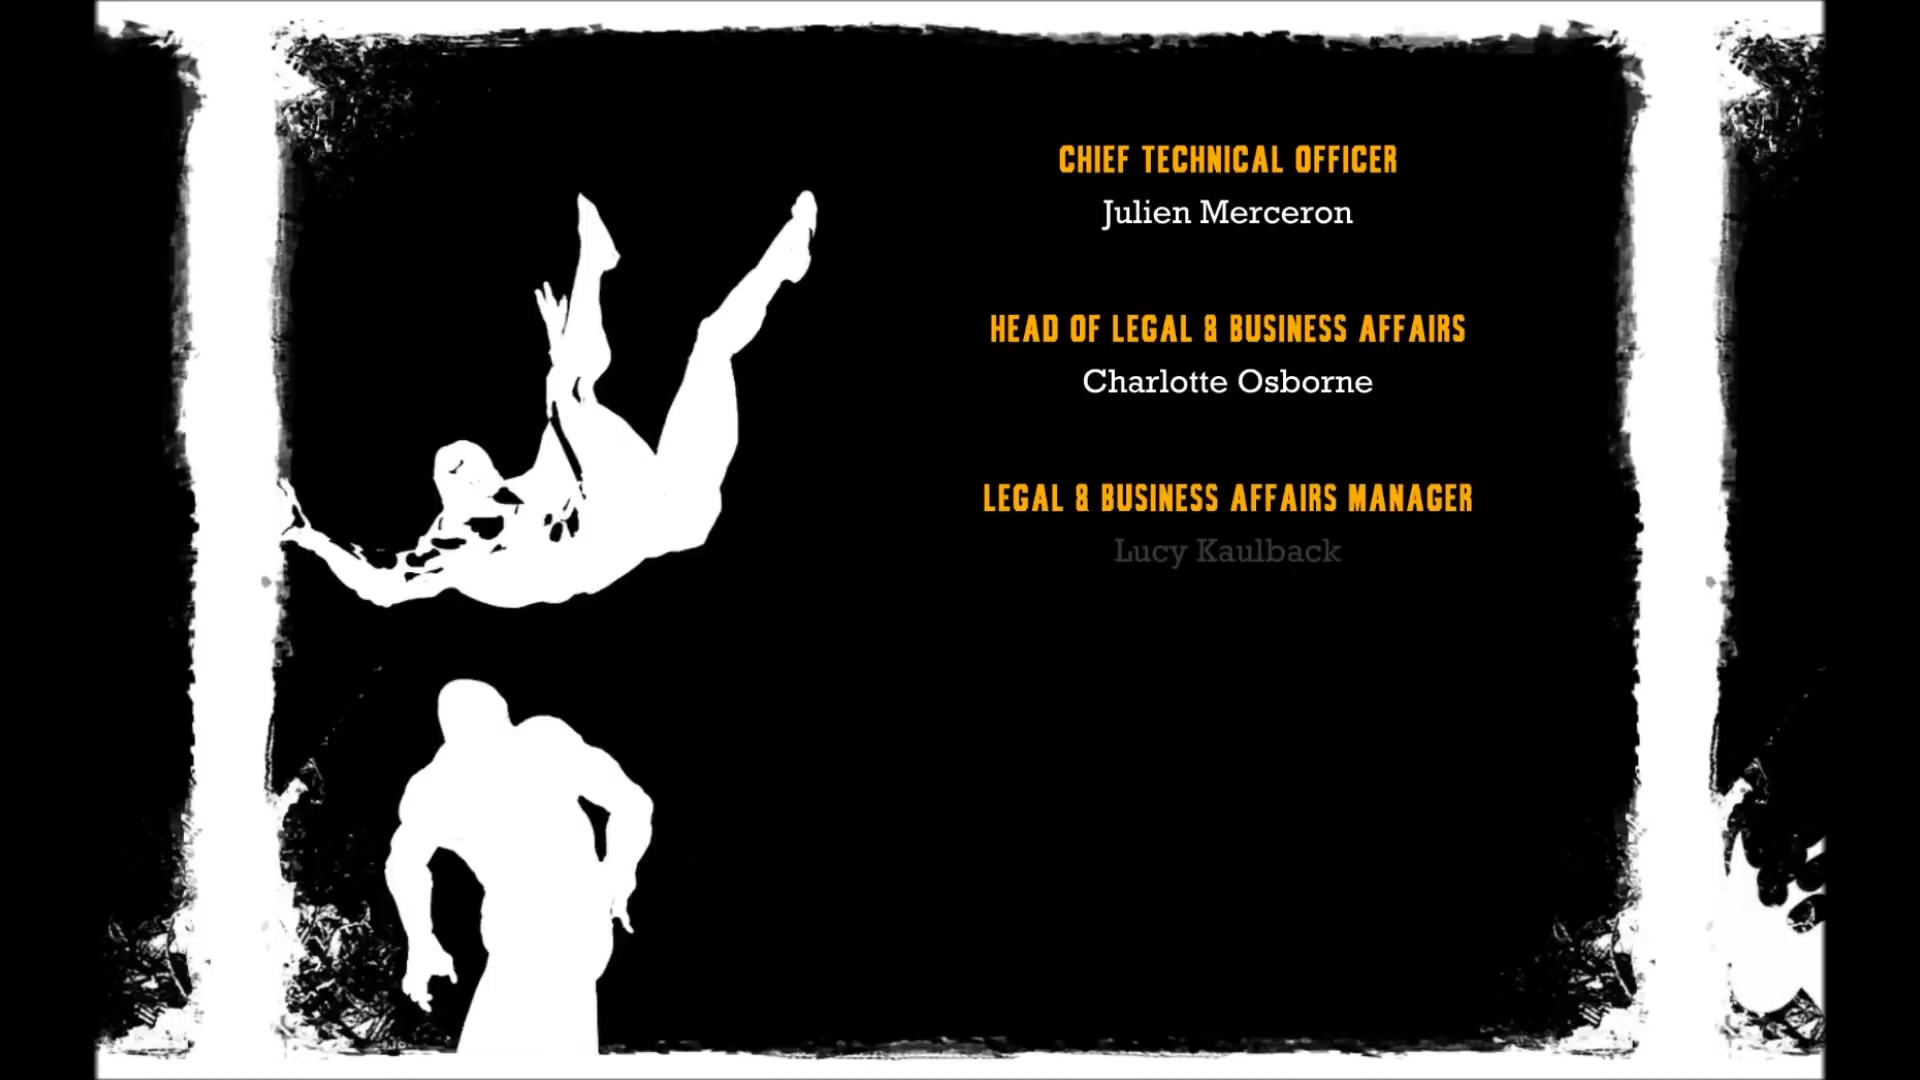 CHIEF TECHNICAL OFFICER
Julien Merceron
HEAD OF LEGAL & BUSINESS AFFAIRS
Charlotte Osborne
LEGAL & BUSINESS AFFAIRS MANAGER
Lucy Kaulback